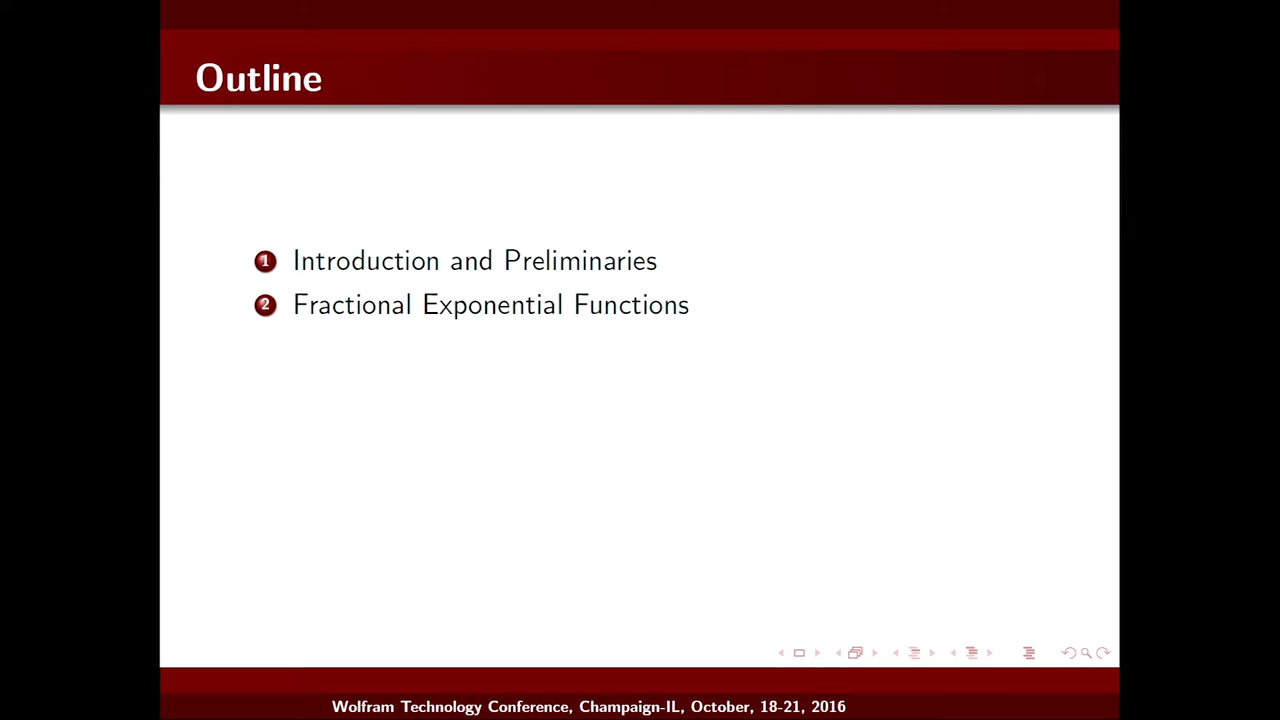 Outline
1 Introduction and Preliminaries
2 Fractional Exponential Functions
Wolfram Technology Conference, Champaign-IL, October, 18-21, 2016